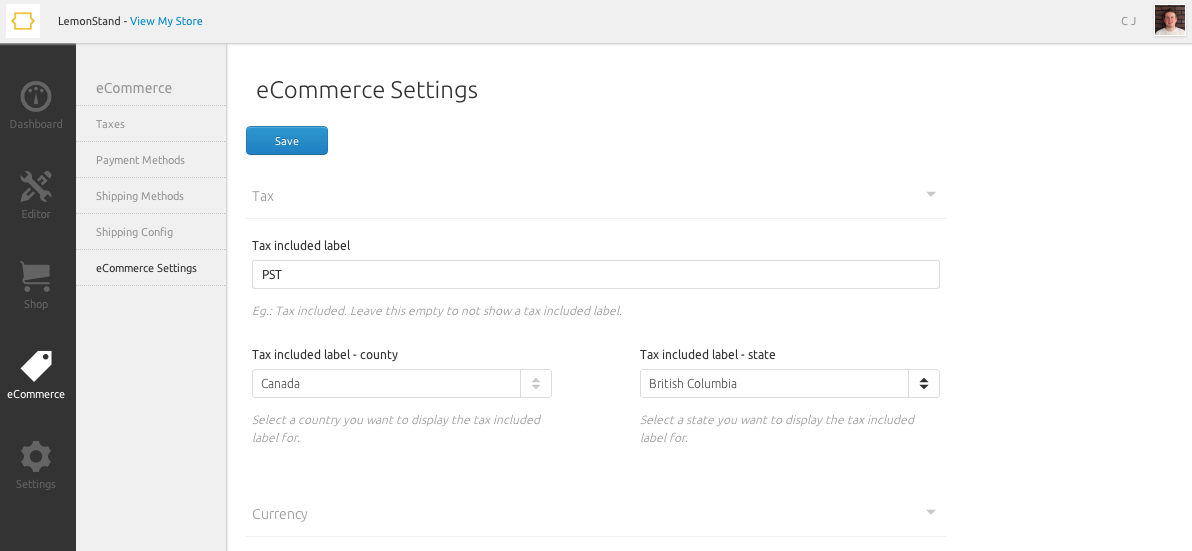 LemonStand - View My Store
C J
Dashboard
Editor
Shop
eCommerce
Settings
eCommerce
Taxes
Payment Methods
Shipping Methods
Shipping Config
eCommerce Settings
eCommerce Settings
Save
Tax
Tax included label
PST
Eg.: Tax included. Leave this empty to not show a tax included label.
Tax included label - county
Canada
Select a country you want to display the tax included
label for.
Tax included label - state
British Columbia
Select a state you want to display the tax included
label for.
Currency